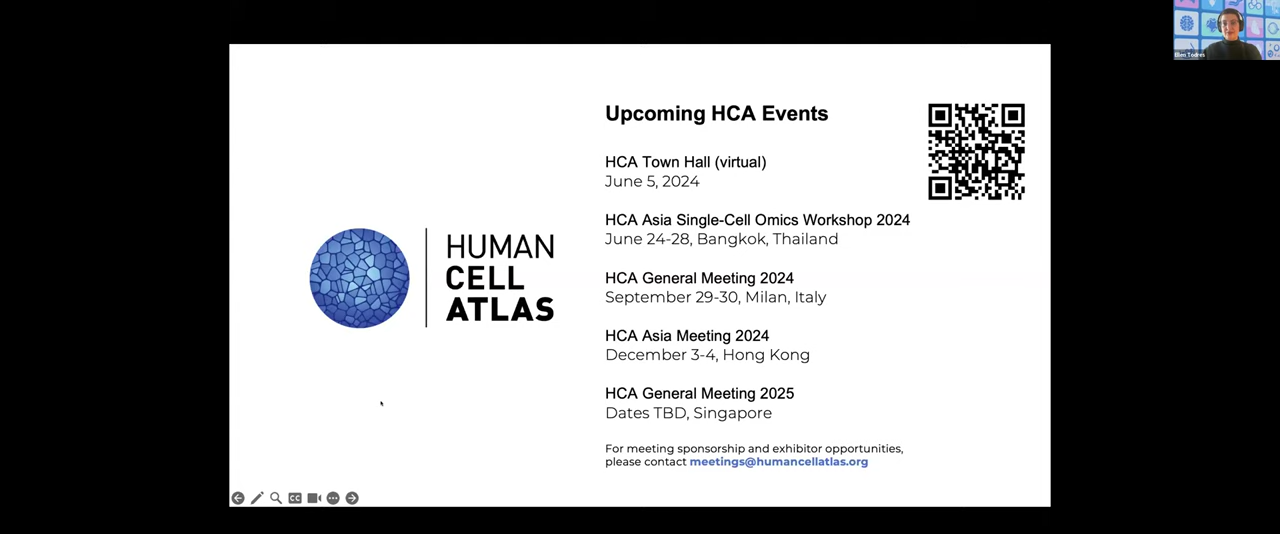 Ellen Todres
Upcoming HCA Events
HCA Town Hall (virtual)
June 5, 2024
HCA Asia Single-Cell Omics Workshop 2024
June 24-28, Bangkok, Thailand
HCA General Meeting 2024
September 29-30, Milan, Italy
HCA Asia Meeting 2024
December 3-4, Hong Kong
HCA General Meeting 2025
Dates TBD, Singapore
For meeting sponsorship and exhibitor opportunities,
please contact meetings@humancellatlas.org
HUMAN
CELL
ATLAS
CC